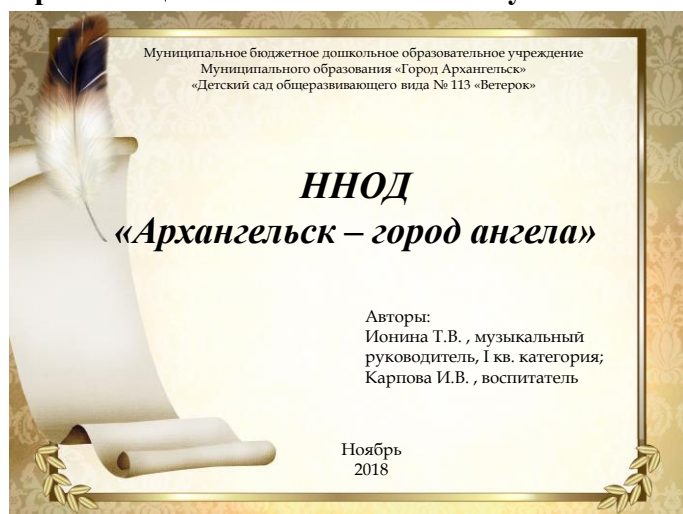 Муниципальное бюджетное дошкольное образовательное учреждение
Муниципального образования «Город Архангельск»
«Детский сад общеразвивающего вида № 113 «Ветерок»
ННОД
«Архангельск – город ангела»
Авторы:
Ионина Т.В. , музыкальный
руководитель, I кв. категория;
Карпова И.В. , воспитатель
Ноябрь
2018